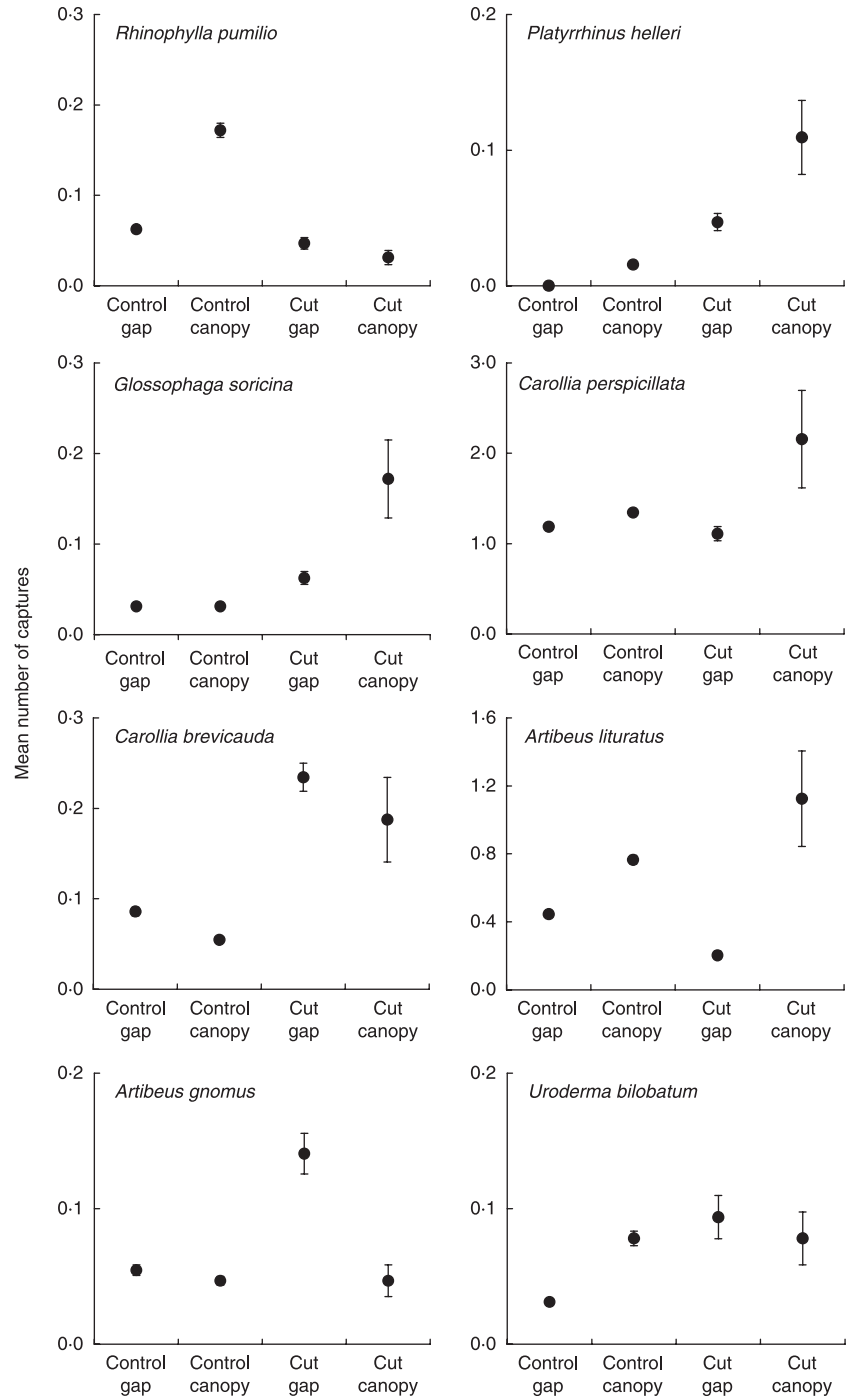 Mean number of captures
Rhinophylla pumilio
0·3
0·2
0·1
0·0
Control gap
Control canopy
Cut gap
Cut canopy
Platyrrhinus helleri
0·2
0·1
0·0
Control gap
Control canopy
Cut gap
Cut canopy
Glossophaga soricina
0·3
0·2
0·1
0·0
Control gap
Control canopy
Cut gap
Cut canopy
Carollia perspicillata
3·0
2·0
1·0
0·0
Control gap
Control canopy
Cut gap
Cut canopy
Carollia brevicauda
0·3
0·2
0·1
0·0
Control gap
Control canopy
Cut gap
Cut canopy
Artibeus lituratus
1·6
1·2
0·8
0·4
0·0
Control gap
Control canopy
Cut gap
Cut canopy
Artibeus gnomus
0·2
0·1
0·0
Control gap
Control canopy
Cut gap
Cut canopy
Uroderma bilobatum
0·2
0·1
0·0
Control gap
Control canopy
Cut gap
Cut canopy